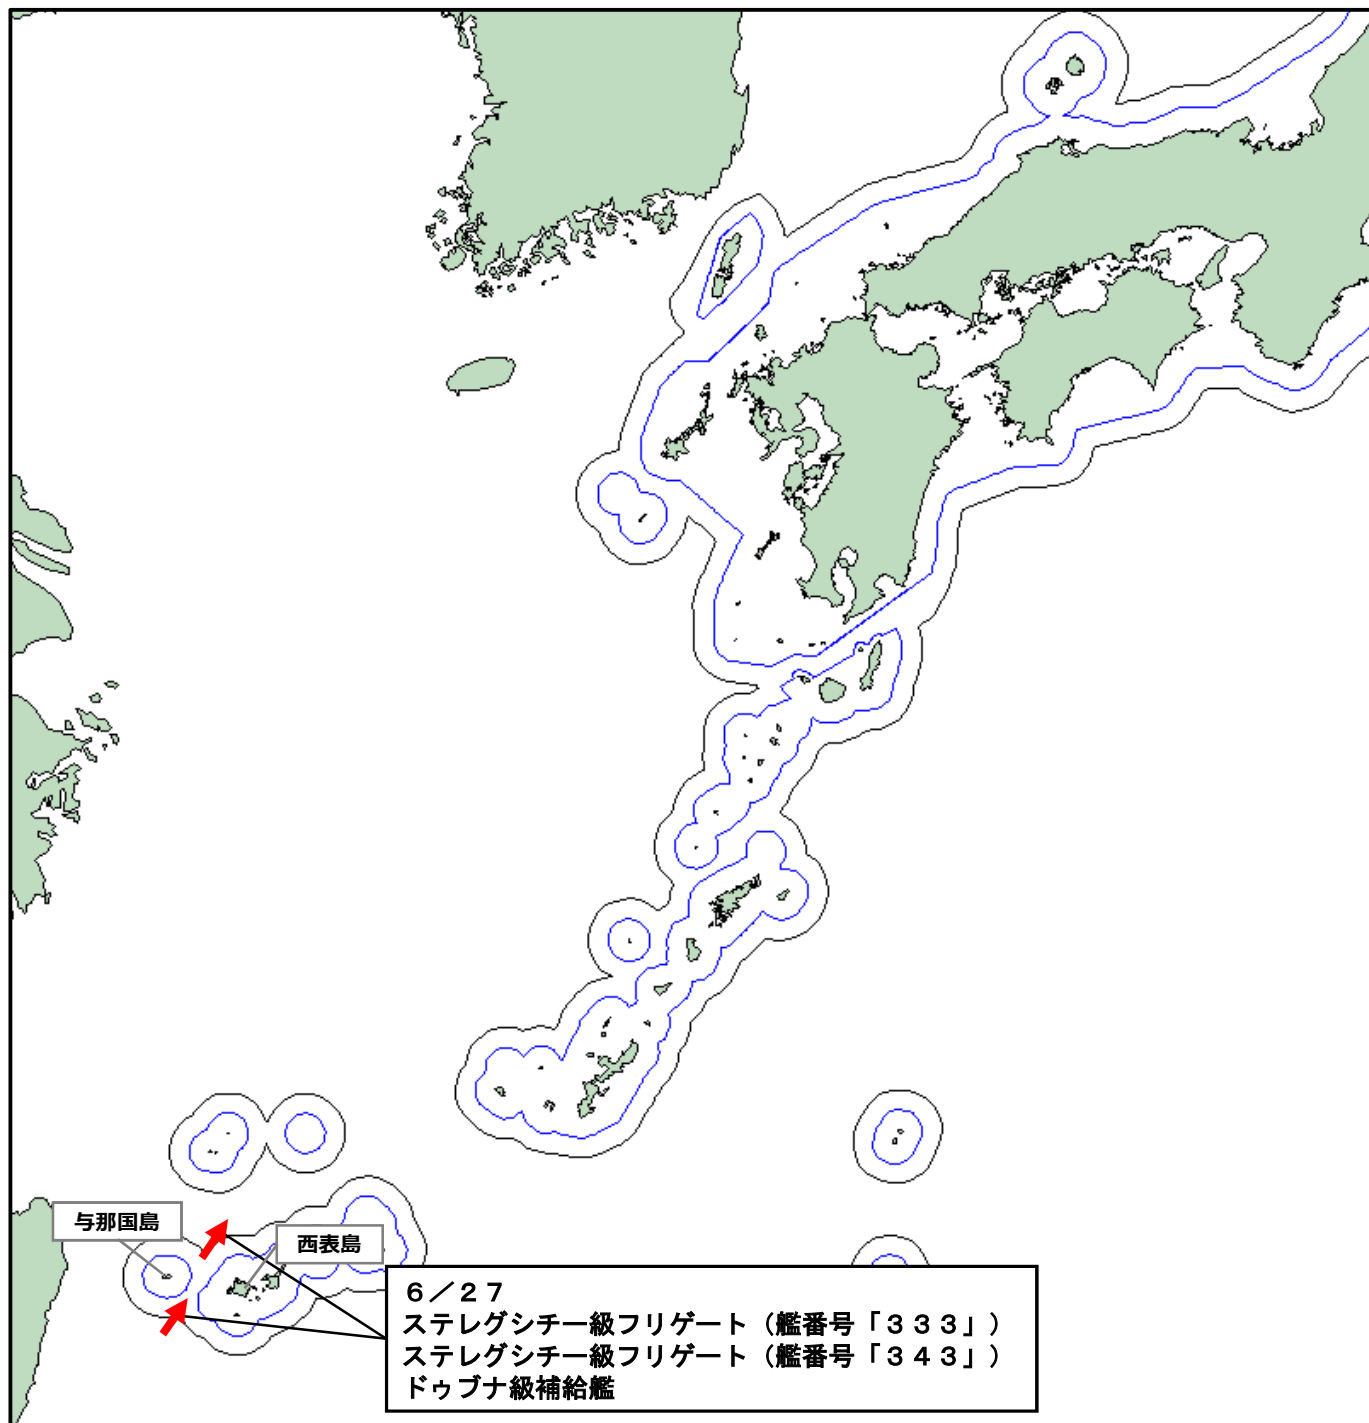 与那国島
西表島
６／２７
ステレグシチー級フリゲート（艦番号「３３３」）
ステレグシチー級フリゲート（艦番号「３４３」）
ドゥブナ級補給艦